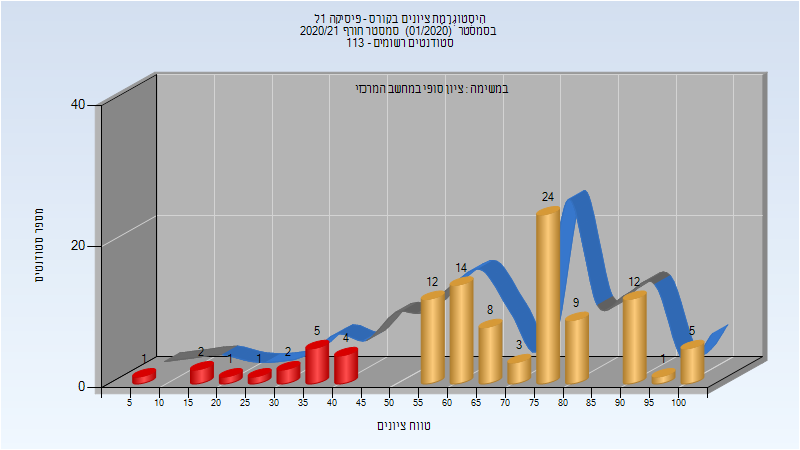 היסטוגרמת ציונים בקורס - פיסיקה 1ל
בסמסטר (01/2020) סמסטר חורף 2020/21
סטודנטים רשומים - 113
במשימה : ציון סופי במחשב המרכזי
מספר סטודנטים
40
20
0
1 2 1 1 2 5 4 12 14 8 3 24 9 12 1 5
5 10 15 20 25 30 35 40 45 50 55 60 65 70 75 80 85 90 95 100
טווח ציונים